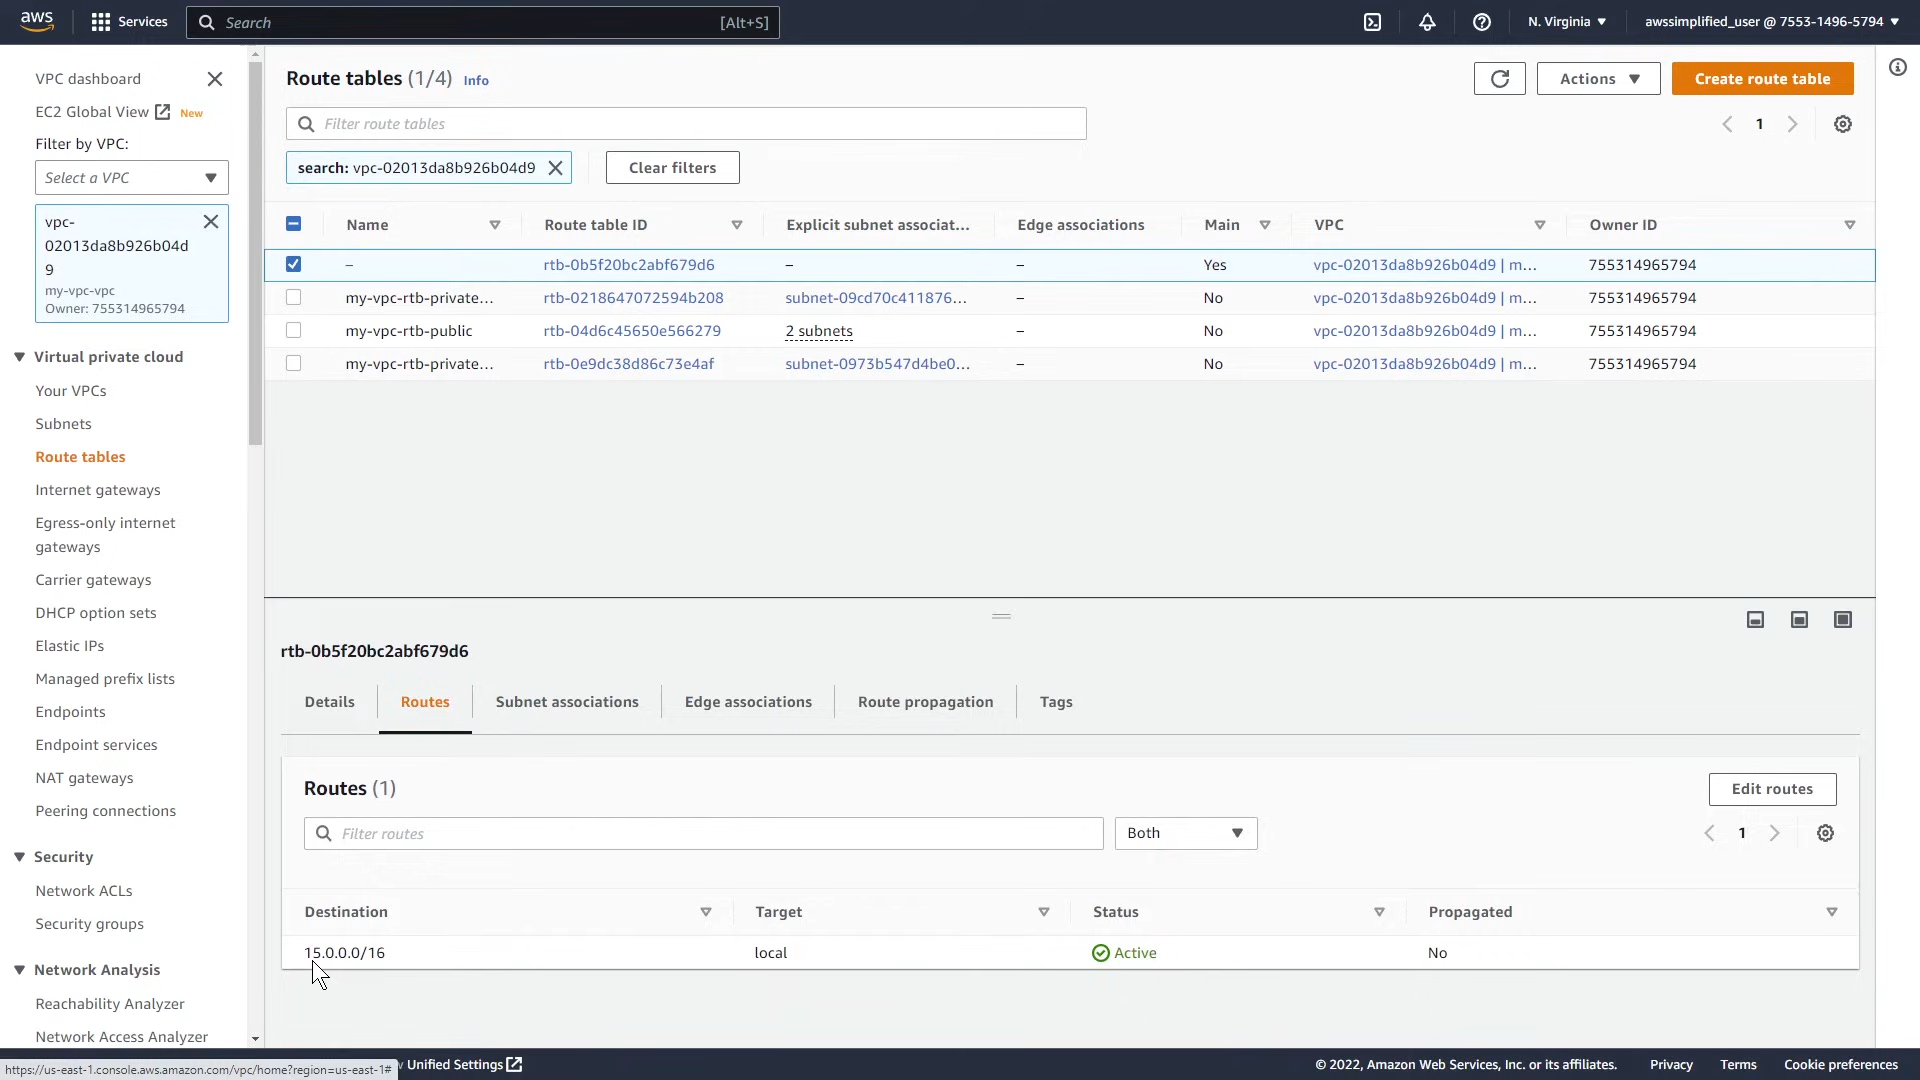 aws
Services
Search
[Alt+S]
N. Virginia
awssimplified_user @ 7553-1496-5794
VPC dashboard
EC2 Global View
New
Filter by VPC:
Select a VPC
vpc-
02013da8b926b04d
9
my-vpc-vpc
Owner: 755314965794
Virtual private cloud
Your VPCs
Subnets
Route tables
Internet gateways
Egress-only internet
gateways
Carrier gateways
DHCP option sets
Elastic IPs
Managed prefix lists
Endpoints
Endpoint services
NAT gateways
Peering connections
Security
Network ACLs
Security groups
Network Analysis
Reachability Analyzer
Network Access Analyzer
Route tables (1/4) Info
Actions
Create route table
Filter route tables
1
search: vpc-02013da8b926b04d9
Clear filters
Name Route table ID Explicit subnet associat... Edge associations Main VPC Owner ID
– rtb-0b5f20bc2abf679d6 – – Yes vpc-02013da8b926b04d9 | m... 755314965794
my-vpc-rtb-private... rtb-0218647072594b208 subnet-09cd70c411876... – No vpc-02013da8b926b04d9 | m... 755314965794
my-vpc-rtb-public rtb-04d6c45650e566279 2 subnets – No vpc-02013da8b926b04d9 | m... 755314965794
my-vpc-rtb-private... rtb-0e9dc38d86c73e4af subnet-0973b547d4be0... – No vpc-02013da8b926b04d9 | m... 755314965794
rtb-0b5f20bc2abf679d6
Details Routes Subnet associations Edge associations Route propagation Tags
Routes (1)
Edit routes
Filter routes
Both
1
Destination Target Status Propagated
15.0.0.0/16 local Active No
https://us-east-1.console.aws.amazon.com/vpc/home?region=us-east-1#
Unified Settings
© 2022, Amazon Web Services, Inc. or its affiliates. Privacy Terms Cookie preferences